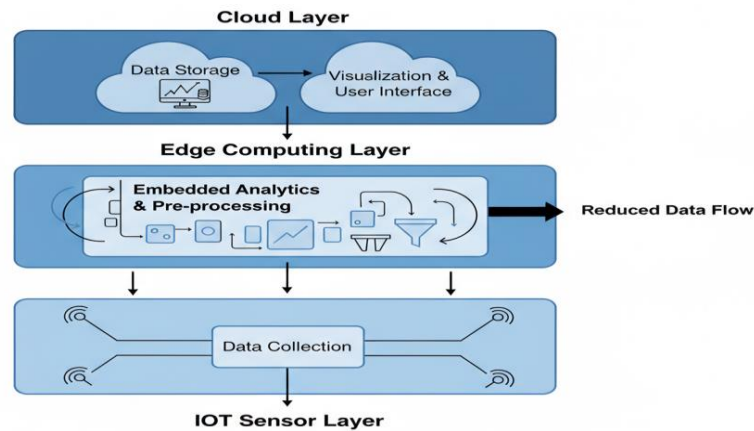 Cloud Layer
Data Storage
Visualization &
User Interface
Edge Computing Layer
Embedded Analytics
& Pre-processing
Reduced Data Flow
Data Collection
IOT Sensor Layer